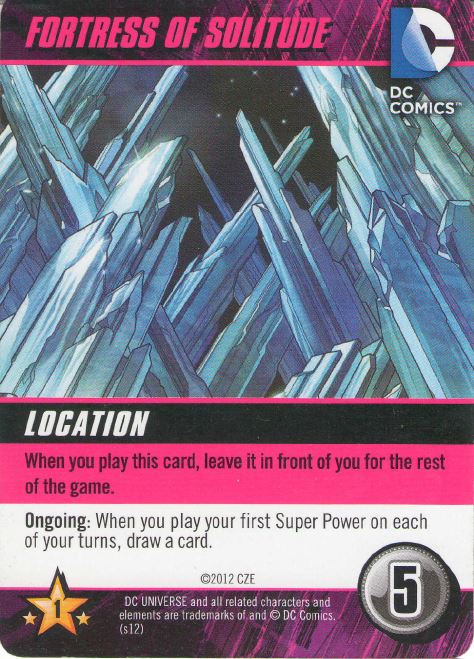 FORTRESS OF SOLITUDE
DC
COMICS™
LOCATION
When you play this card, leave it in front of you for the rest
of the game.
Ongoing: When you play your first Super Power on each
of your turns, draw a card.
©2012 CZE
1
DC UNIVERSE and all related characters and
elements are trademarks of and © DC Comics.
(s12)
5